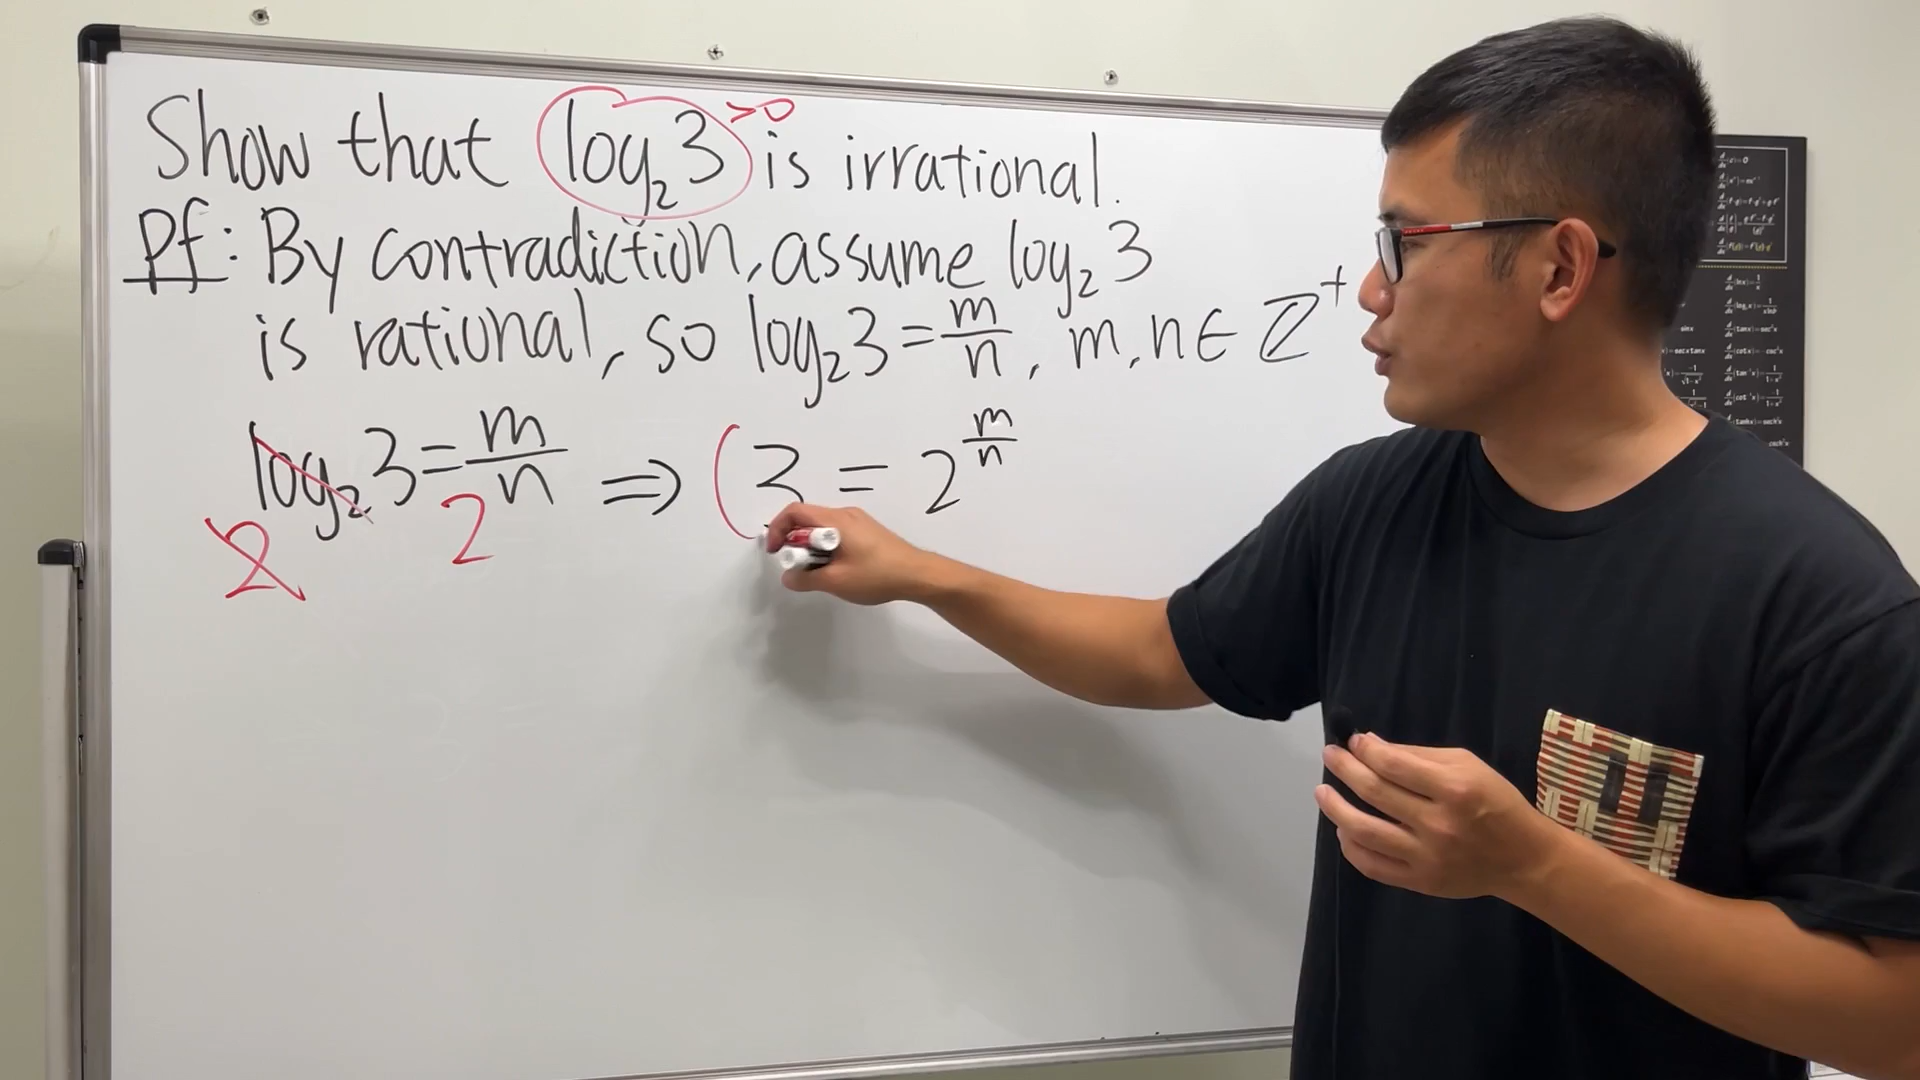 Show that log₂3 >0 is irrational.
Pf: By contradiction, assume log₂3
is rational, so log₂3 = m/n, m, n ∈ ℤ⁺
log₂3 = m/n ⇒ (3 = 2^(m/n)
2 2